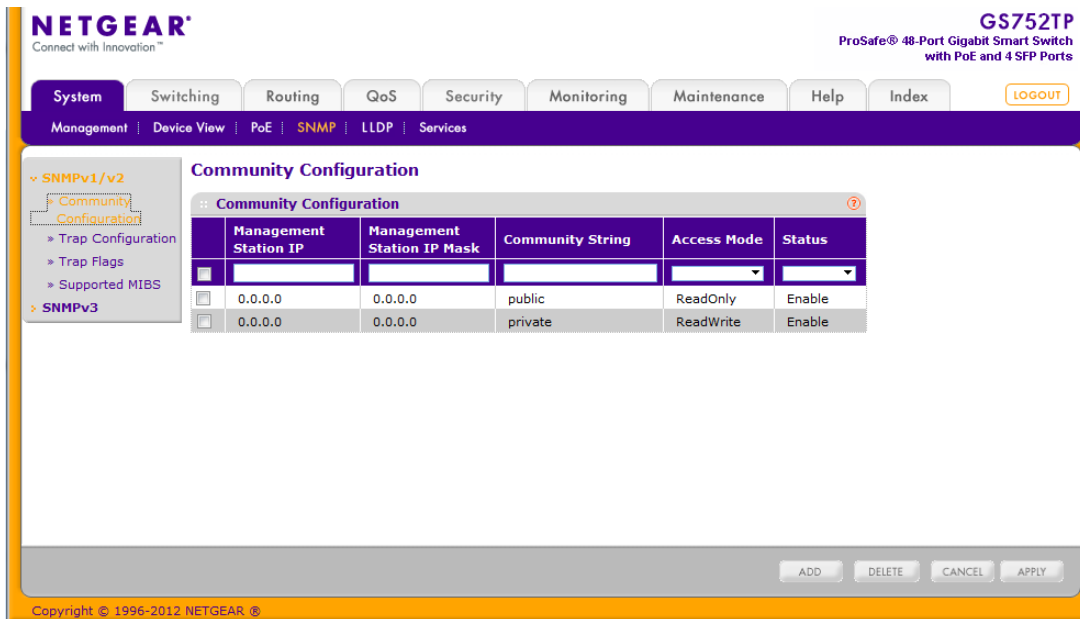 NETGEAR®
Connect with Innovation™
GS752TP
ProSafe® 48-Port Gigabit Smart Switch
with PoE and 4 SFP Ports
System Switching Routing QoS Security Monitoring Maintenance Help Index LOGOUT
Management Device View PoE SNMP LLDP Services
SNMPv1/v2
» Community
Configuration
» Trap Configuration
» Trap Flags
» Supported MIBS
SNMPv3
Community Configuration
Community Configuration ?
Management Station IP Management Station IP Mask Community String Access Mode Status
0.0.0.0 0.0.0.0 public ReadOnly Enable
0.0.0.0 0.0.0.0 private ReadWrite Enable
ADD DELETE CANCEL APPLY
Copyright © 1996-2012 NETGEAR ®